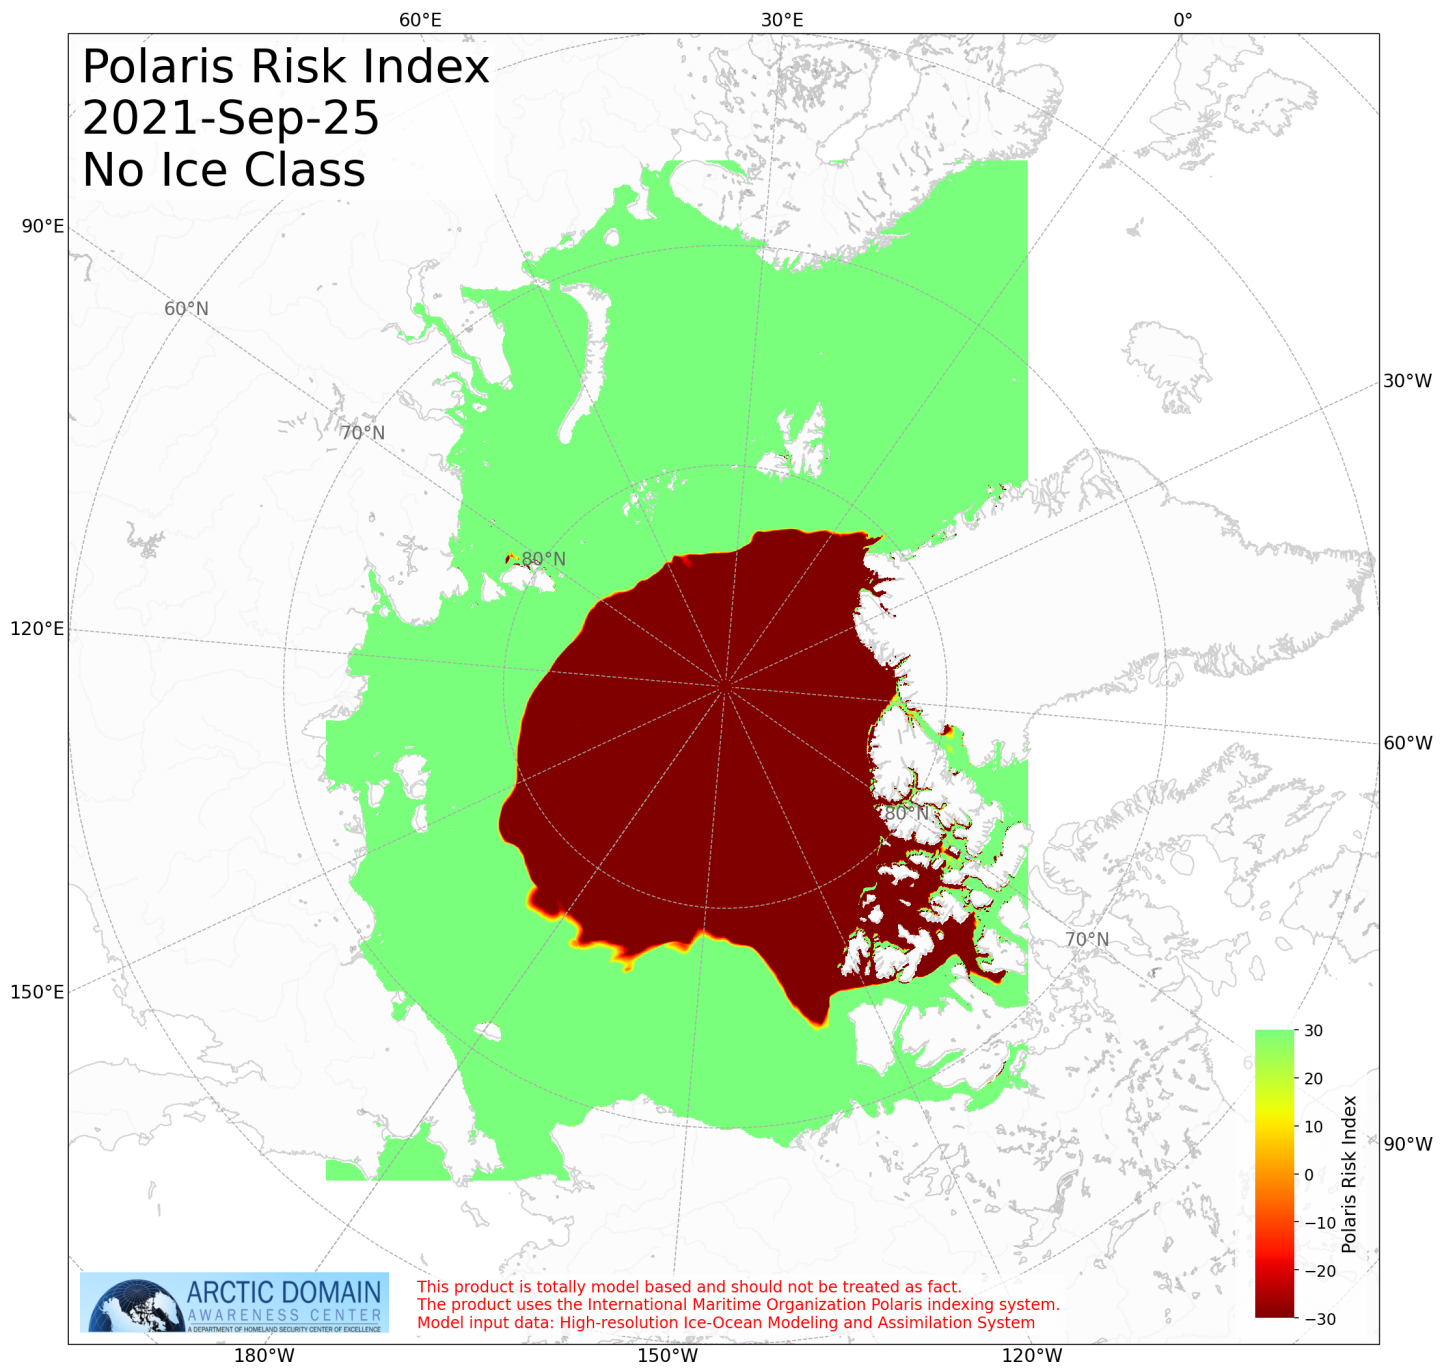 60°E 30°E 0°
Polaris Risk Index
2021-Sep-25
No Ice Class
90°E
60°N
30°W
70°N
80°N
120°E
60°W
80°N
70°N
150°E
30
20
10
0
−10
−20
−30
Polaris Risk Index
90°W
ARCTIC DOMAIN
AWARENESS CENTER
A DEPARTMENT OF HOMELAND SECURITY CENTER OF EXCELLENCE
This product is totally model based and should not be treated as fact.
The product uses the International Maritime Organization Polaris indexing system.
Model input data: High-resolution Ice-Ocean Modeling and Assimilation System
180°W 150°W 120°W